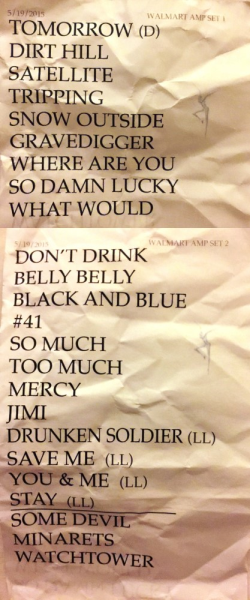 5/19/2015 WALMART AMP SET 1
TOMORROW (D)
DIRT HILL
SATELLITE
TRIPPING
SNOW OUTSIDE
GRAVEDIGGER
WHERE ARE YOU
SO DAMN LUCKY
WHAT WOULD
5/19/2015 WALMART AMP SET 2
DON'T DRINK
BELLY BELLY
BLACK AND BLUE
#41
SO MUCH
TOO MUCH
MERCY
JIMI
DRUNKEN SOLDIER (LL)
SAVE ME (LL)
YOU & ME (LL)
STAY (LL)
SOME DEVIL
MINARETS
WATCHTOWER